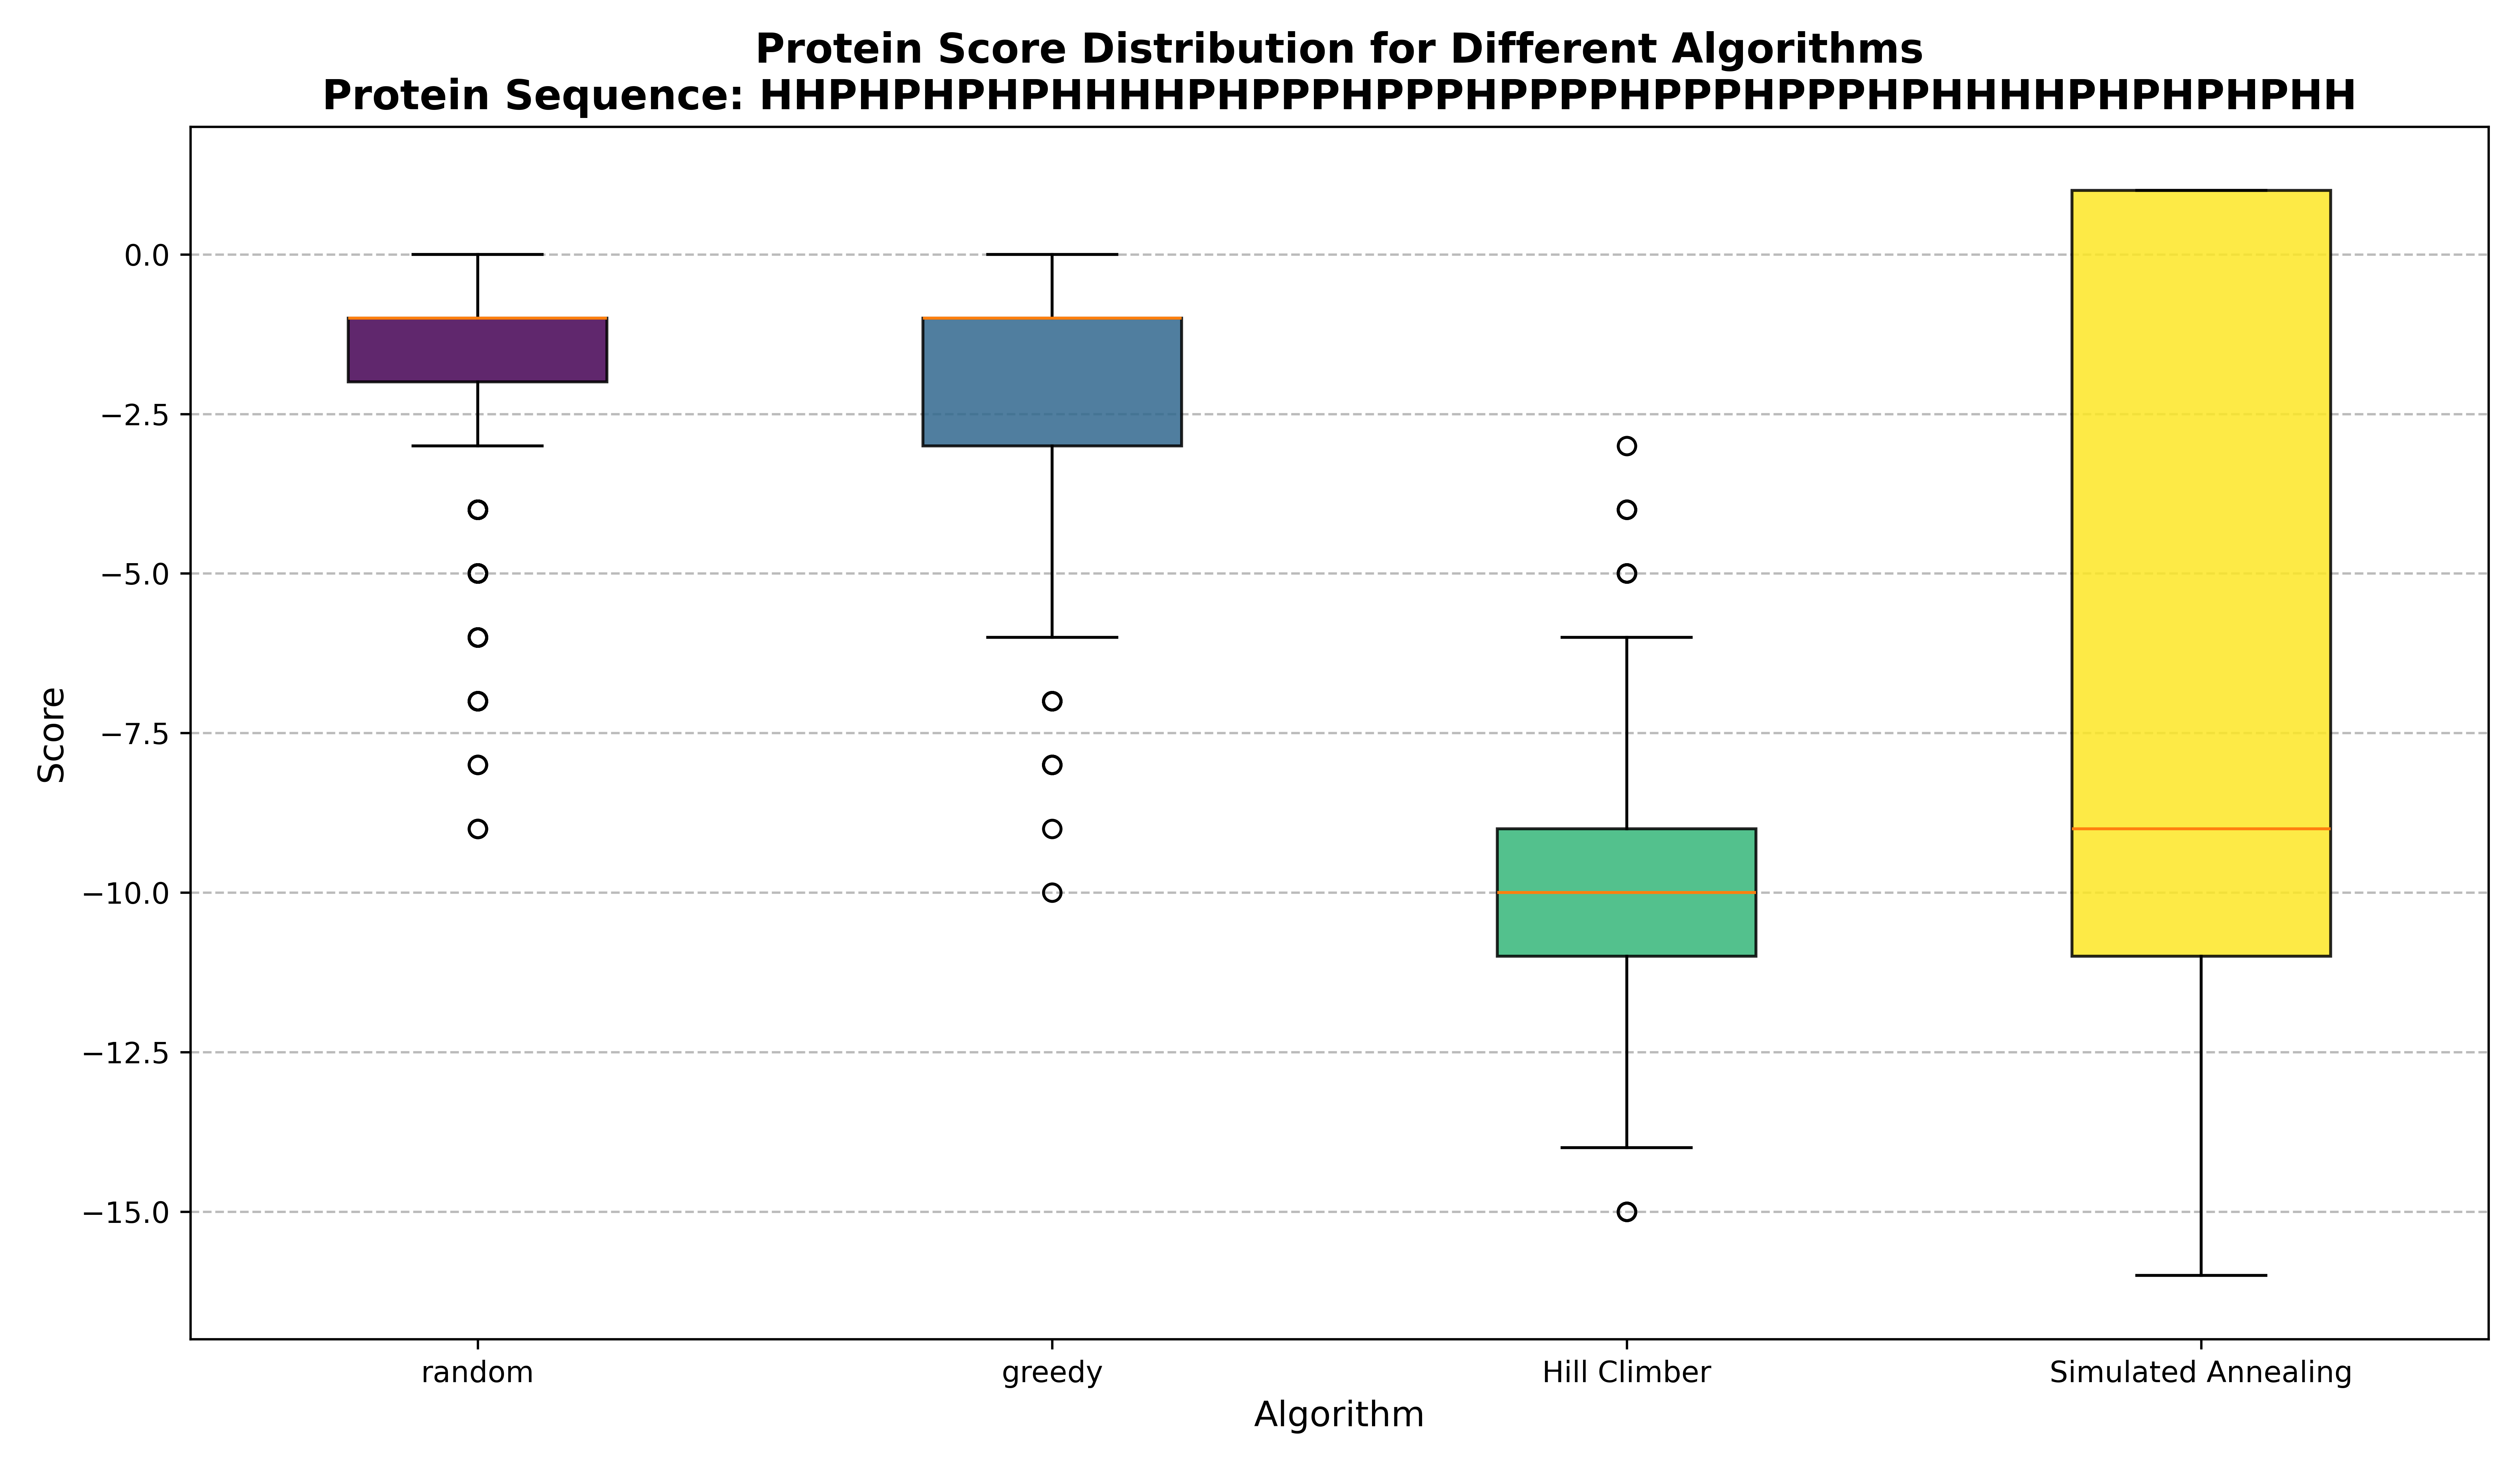 Protein Score Distribution for Different Algorithms
Protein Sequence: HHPHPHPHPHHHHPHPPPHPPPHPPPPHPPPHPPPHPHHHHPHPHPHPHH
0.0
−2.5
−5.0
−7.5
−10.0
−12.5
−15.0
Score
random
greedy
Hill Climber
Simulated Annealing
Algorithm